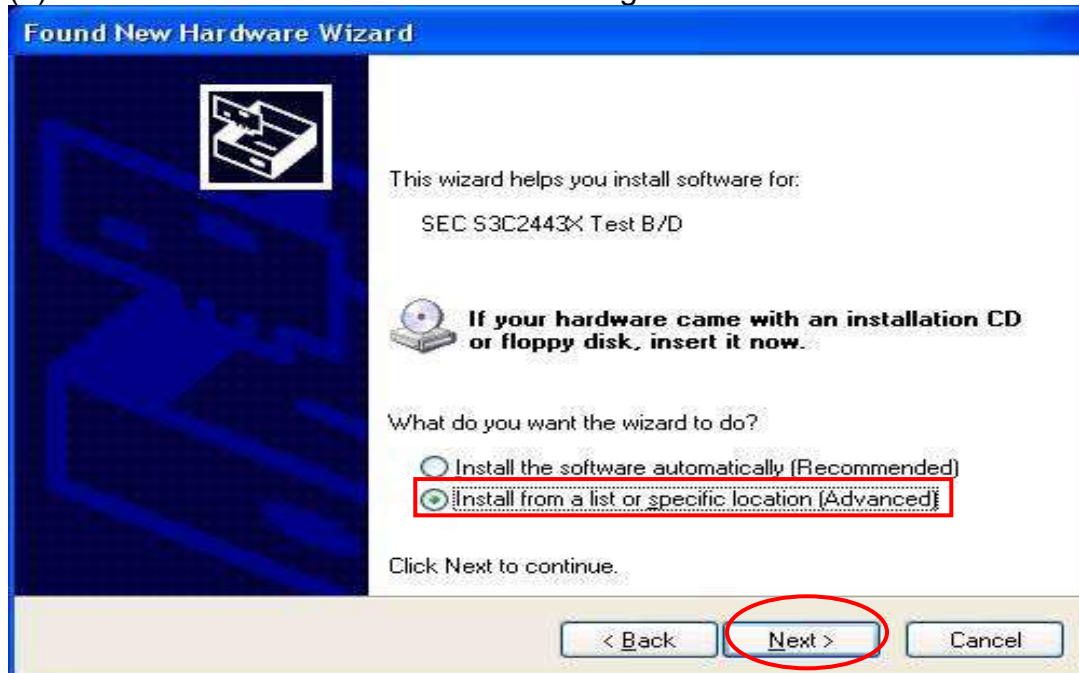 Found New Hardware Wizard
This wizard helps you install software for:
SEC S3C2443X Test B/D
If your hardware came with an installation CD
or floppy disk, insert it now.
What do you want the wizard to do?
Install the software automatically (Recommended)
Install from a list or specific location (Advanced)
Click Next to continue.
< Back Next > Cancel